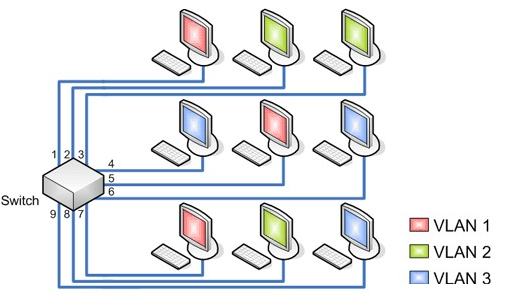 1 2 3
4
5
6
Switch
9 8 7
VLAN 1
VLAN 2
VLAN 3